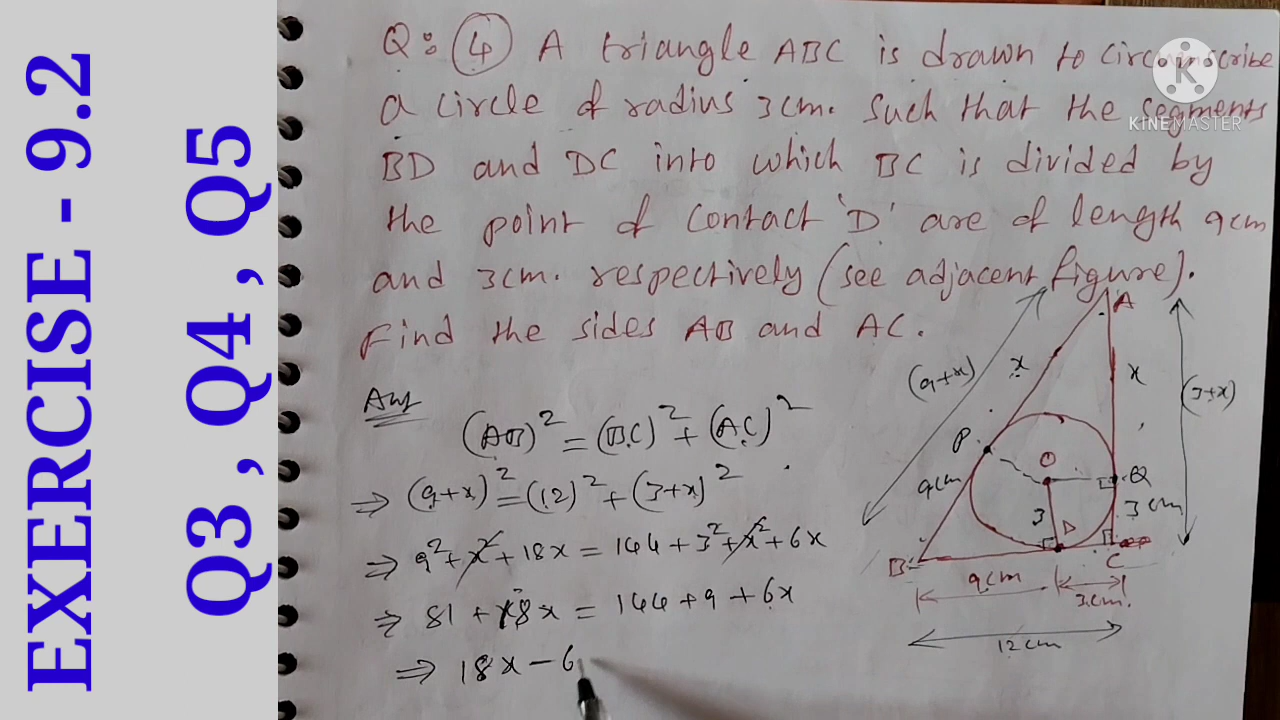 EXERCISE - 9.2
Q3 , Q4 , Q5
Q: 4 A triangle ABC is drawn to circumscribe
a circle of radius 3cm. such that the segments
BD and DC into which BC is divided by
the point of contact 'D' are of length 9cm
and 3cm. respectively (see adjacent figure).
Find the sides AB and AC.
KINEMASTER
Ans
(AB)² = (BC)² + (AC)²
⇒ (9+x)² = (12)² + (3+x)²
⇒ 9² + x² + 18x = 144 + 3² + x² + 6x
⇒ 81 + 18x = 144 + 9 + 6x
⇒ 18x - 6
A
(9+x)
x
x
(3+x)
P
O
Q
9cm
3
3cm
D
B
C
9cm
3cm.
12cm